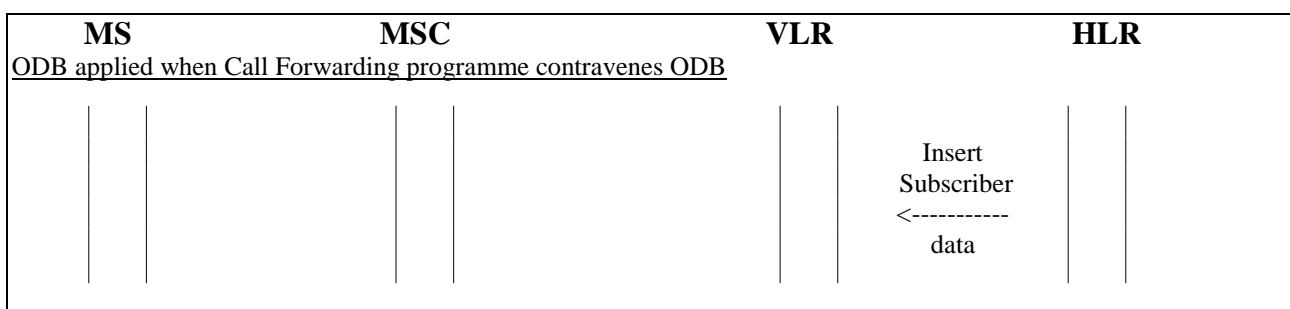 MS MSC VLR HLR
ODB applied when Call Forwarding programme contravenes ODB
Insert
Subscriber
<-----------
data